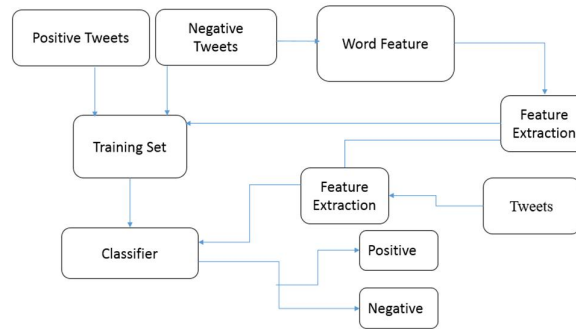 Positive Tweets
Negative
Tweets
Word Feature
Feature
Extraction
Training Set
Feature
Extraction
Tweets
Classifier
Positive
Negative